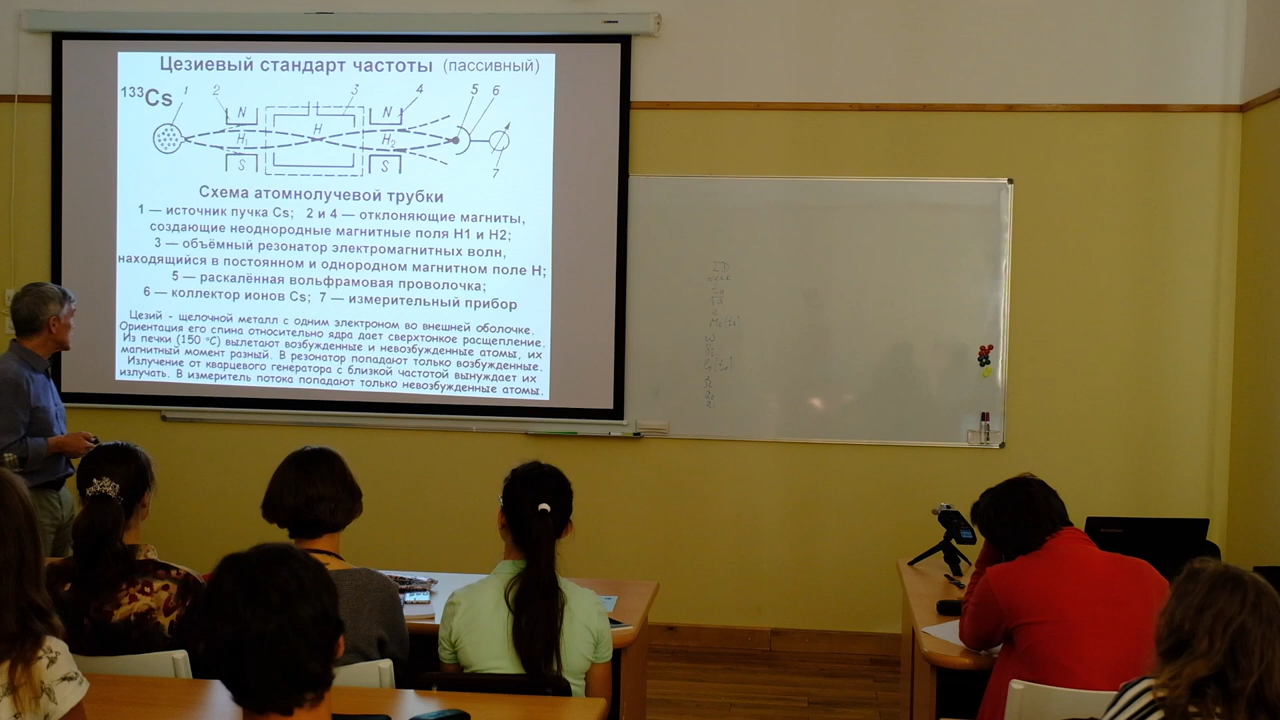 Цезиевый стандарт частоты (пассивный)
133Cs
1 2 3 4 5 6
N N
H1 H H2
S S 7
Схема атомнолучевой трубки
1 — источник пучка Cs; 2 и 4 — отклоняющие магниты,
создающие неоднородные магнитные поля H1 и H2;
3 — объёмный резонатор электромагнитных волн,
находящийся в постоянном и однородном магнитном поле H;
5 — раскалённая вольфрамовая проволочка;
6 — коллектор ионов Cs; 7 — измерительный прибор
Цезий - щелочной металл с одним электроном во внешней оболочке.
Ориентация его спина относительно ядра дает сверхтонкое расщепление.
Из печки (150 °C) вылетают возбужденные и невозбужденные атомы, их
магнитный момент разный. В резонатор попадают только возбужденные.
Излучение от кварцевого генератора с близкой частотой вынуждает их
излучать. В измеритель потока попадают только невозбужденные атомы.